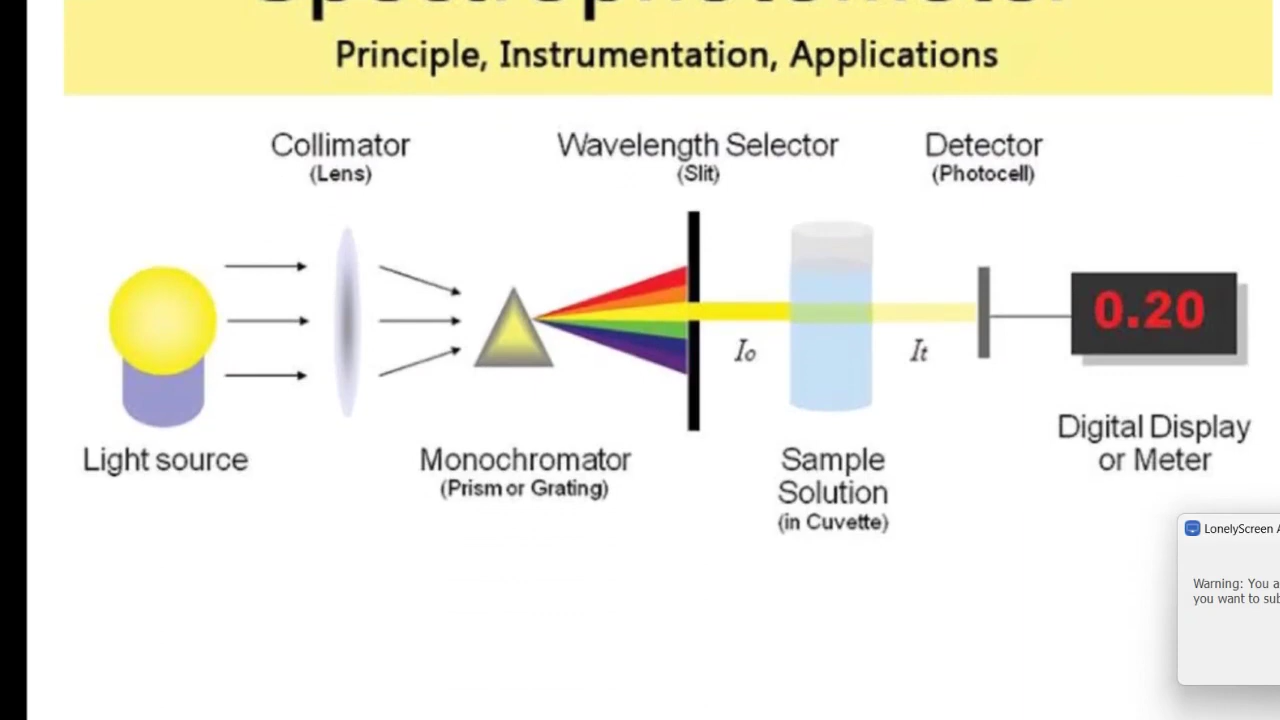 Spectrophotometer
Principle, Instrumentation, Applications
Collimator
(Lens)
Wavelength Selector
(Slit)
Detector
(Photocell)
0.20
Io
It
Light source
Monochromator
(Prism or Grating)
Sample
Solution
(in Cuvette)
Digital Display
or Meter
LonelyScreen A
Warning: You a
you want to sub